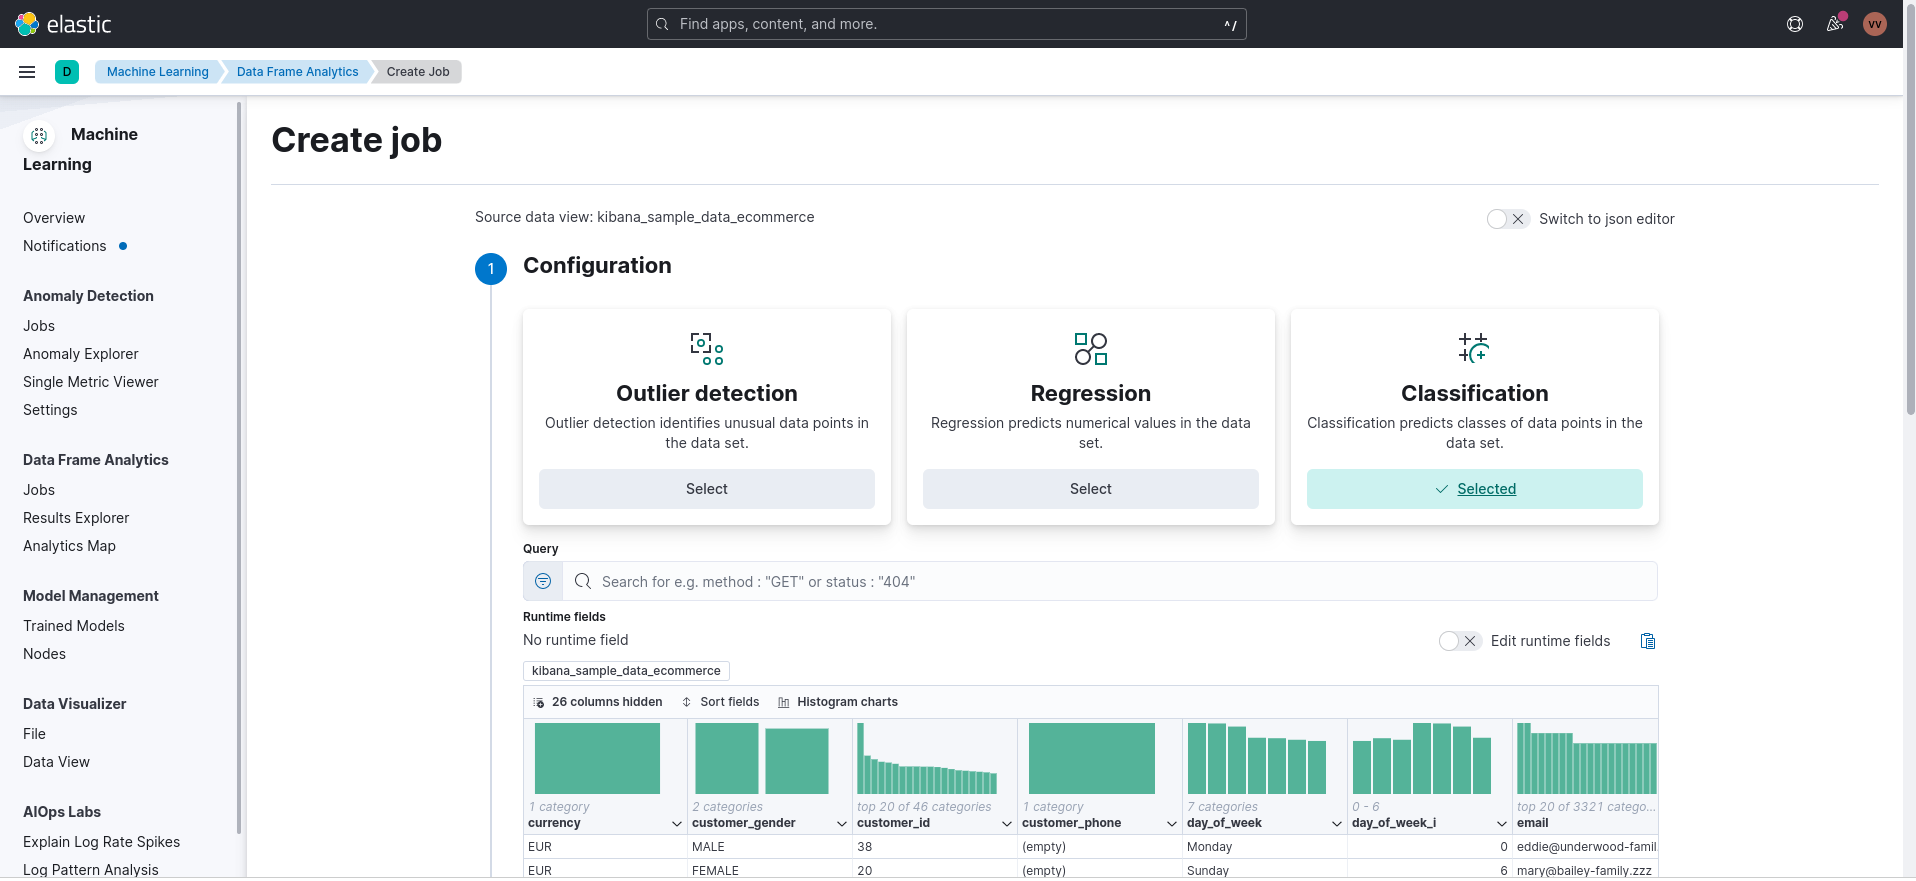 elastic
Find apps, content, and more.
^/
VV
D
Machine Learning
Data Frame Analytics
Create Job
Machine
Learning
Overview
Notifications
Anomaly Detection
Jobs
Anomaly Explorer
Single Metric Viewer
Settings
Data Frame Analytics
Jobs
Results Explorer
Analytics Map
Model Management
Trained Models
Nodes
Data Visualizer
File
Data View
AIOps Labs
Explain Log Rate Spikes
Log Pattern Analysis
Create job
Source data view: kibana_sample_data_ecommerce
Switch to json editor
1
Configuration
Outlier detection
Outlier detection identifies unusual data points in
the data set.
Select
Regression
Regression predicts numerical values in the data
set.
Select
Classification
Classification predicts classes of data points in the
data set.
Selected
Query
Search for e.g. method : "GET" or status : "404"
Runtime fields
No runtime field
Edit runtime fields
kibana_sample_data_ecommerce
26 columns hidden
Sort fields
Histogram charts
1 category
2 categories
top 20 of 46 categories
1 category
7 categories
0 - 6
top 20 of 3321 catego...
currency
customer_gender
customer_id
customer_phone
day_of_week
day_of_week_i
email
EUR
MALE
38
(empty)
Monday
0
eddie@underwood-famil
EUR
FEMALE
20
(empty)
Sunday
6
mary@bailey-family.zzz